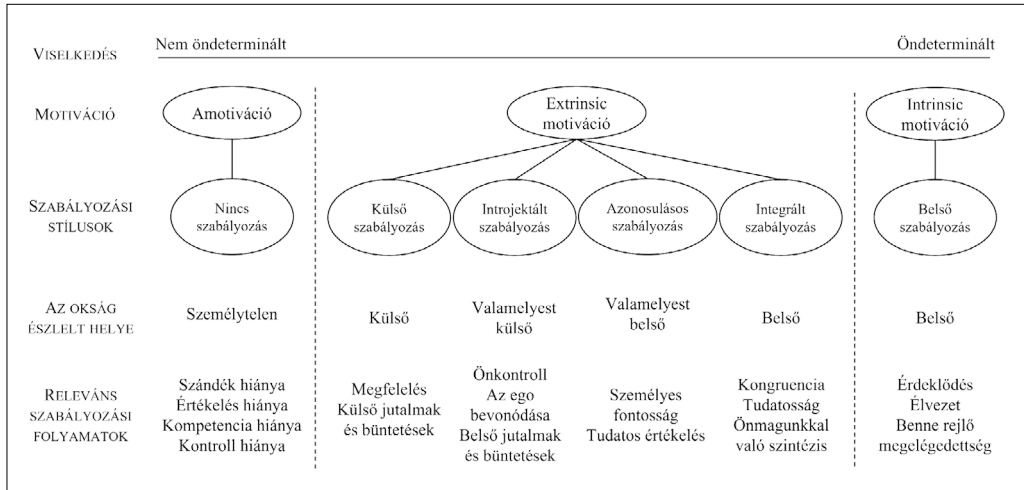 VISELKEDÉS
Nem öndeterminált
Öndeterminált
MOTIVÁCIÓ
Amotiváció
Extrinsic
motiváció
Intrinsic
motiváció
SZABÁLYOZÁSI
STÍLUSOK
Nincs
szabályozás
Külső
szabályozás
Introjektált
szabályozás
Azonosulásos
szabályozás
Integrált
szabályozás
Belső
szabályozás
AZ OKSÁG
ÉSZLELT HELYE
Személytelen
Külső
Valamelyest
külső
Valamelyest
belső
Belső
Belső
RELEVÁNS
SZABÁLYOZÁSI
FOLYAMATOK
Szándék hiánya
Értékelés hiánya
Kompetencia hiánya
Kontroll hiánya
Megfelelés
Külső jutalmak
és büntetések
Önkontroll
Az ego
bevonódása
Belső jutalmak
és büntetések
Személyes
fontosság
Tudatos értékelés
Kongruencia
Tudatosság
Önmagunkkal
való szintézis
Érdeklődés
Élvezet
Benne rejlő
megelégedettség